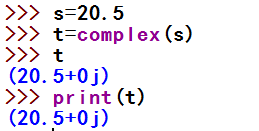 >>> s=20.5
>>> t=complex(s)
>>> t
(20.5+0j)
>>> print(t)
(20.5+0j)